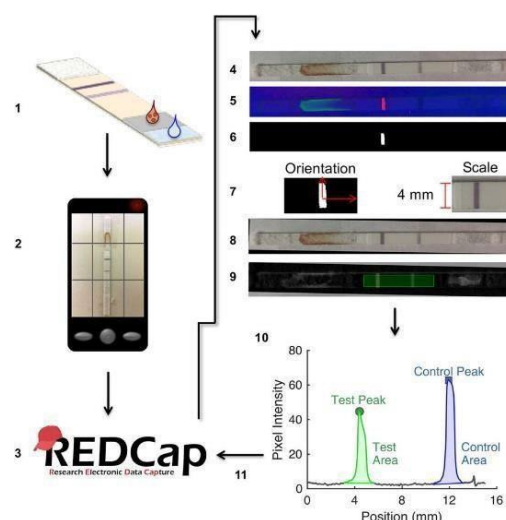 1
2
3
REDCap
Research Electronic Data Capture
4
5
6
Orientation
Scale
7
4 mm
8
9
10
80
60
40
20
0
Pixel Intensity
Test Peak
Test
Area
Control Peak
Control
Area
0
4
8
12
16
Position (mm)
11